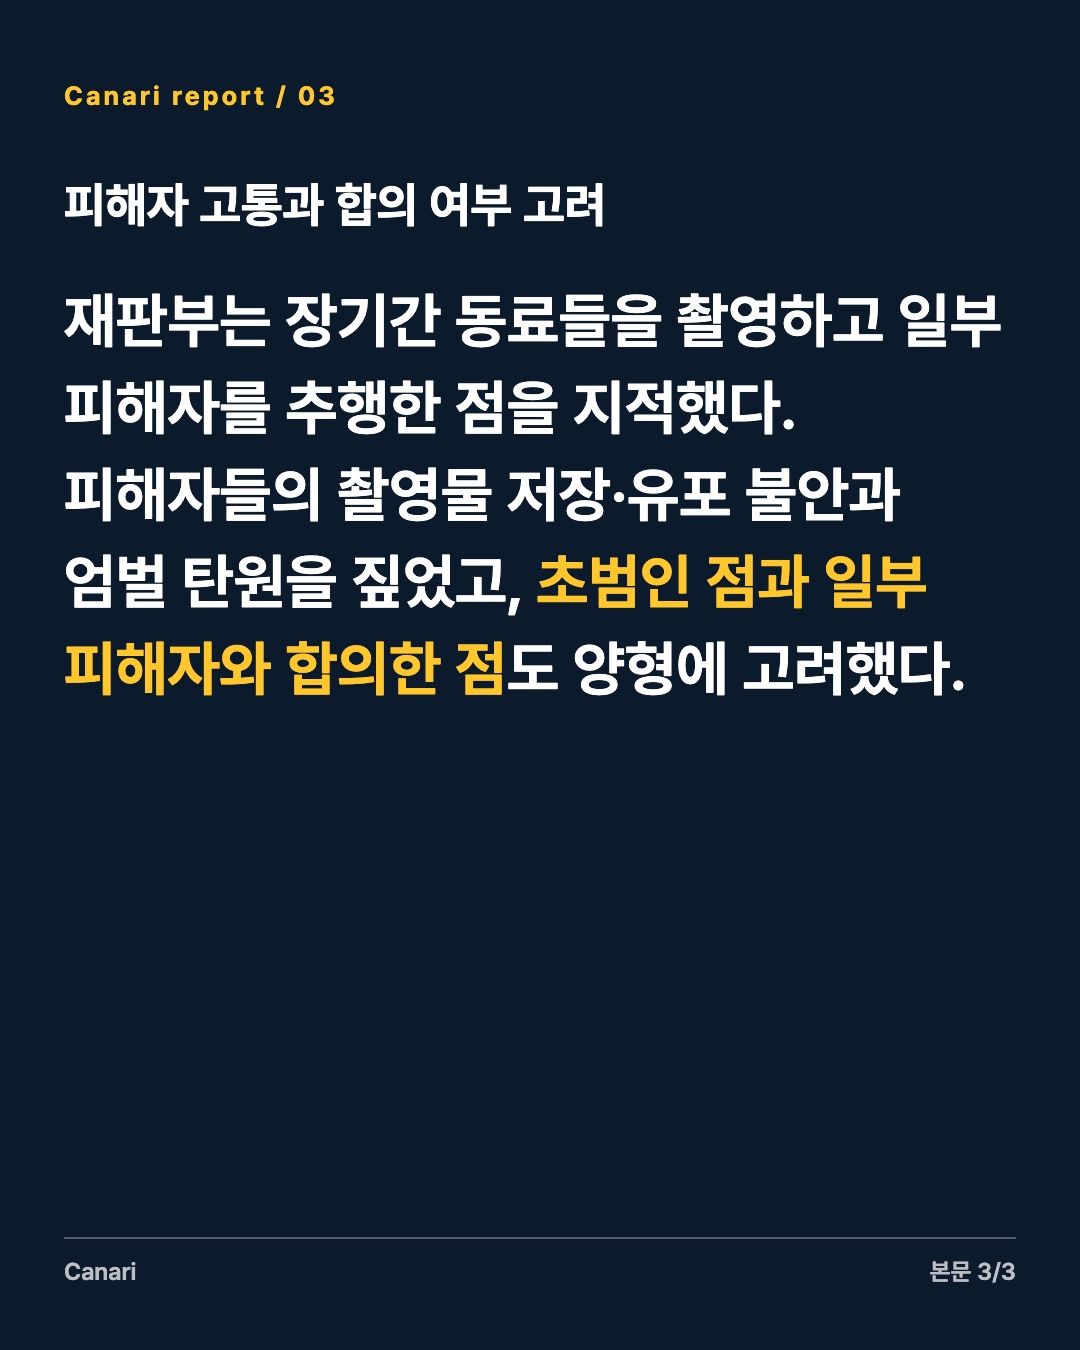 Canari report / 03
피해자 고통과 합의 여부 고려
재판부는 장기간 동료들을 촬영하고 일부
피해자를 추행한 점을 지적했다.
피해자들의 촬영물 저장·유포 불안과
엄벌 탄원을 짚었고, 초범인 점과 일부
피해자와 합의한 점도 양형에 고려했다.
Canari
본문 3/3